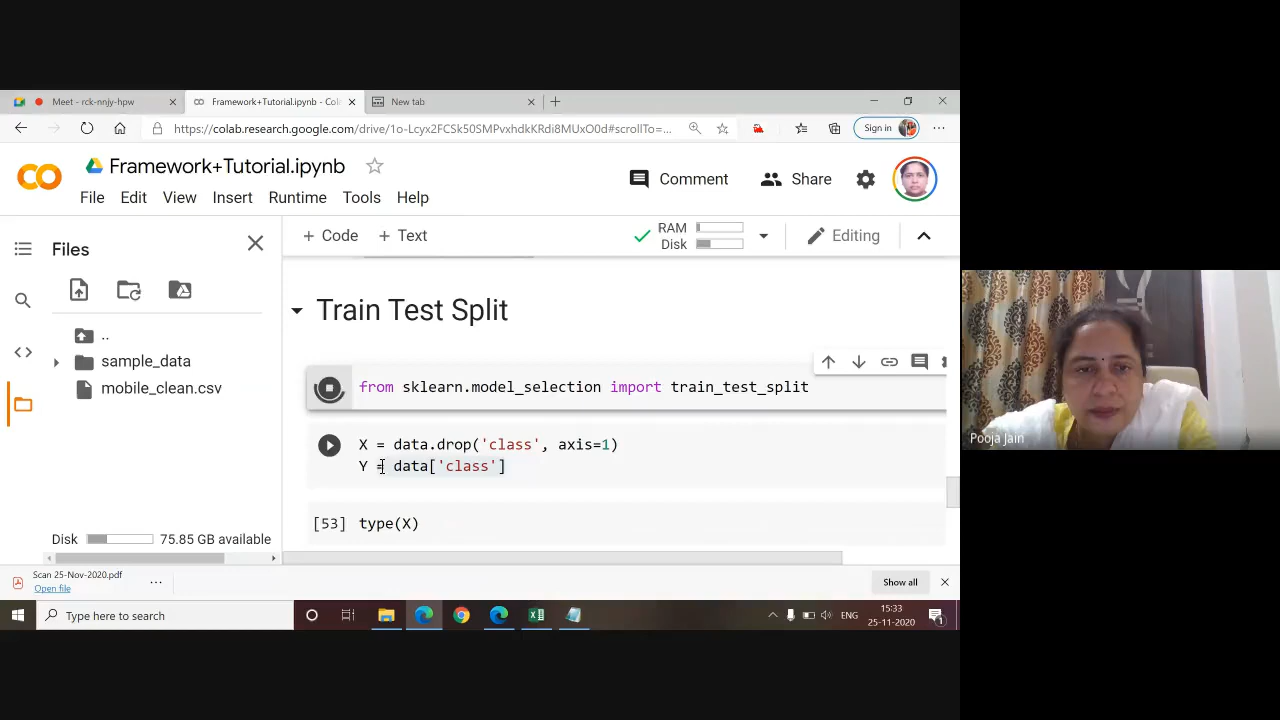 Meet - rck-nnjy-hpw
Framework+Tutorial.ipynb - Col
New tab
https://colab.research.google.com/drive/1o-Lcyx2FCSk50SMPvxhdkKRdi8MUxO0d#scrollTo=...
Sign in
Framework+Tutorial.ipynb
File Edit View Insert Runtime Tools Help
Comment
Share
+ Code + Text
RAM
Disk
Editing
Files
..
sample_data
mobile_clean.csv
Disk 75.85 GB available
Train Test Split
from sklearn.model_selection import train_test_split
X = data.drop('class', axis=1)
Y = data['class']
[53] type(X)
Pooja Jain
Scan 25-Nov-2020.pdf
Open file
Show all
Type here to search
ENG
15:33
25-11-2020
1